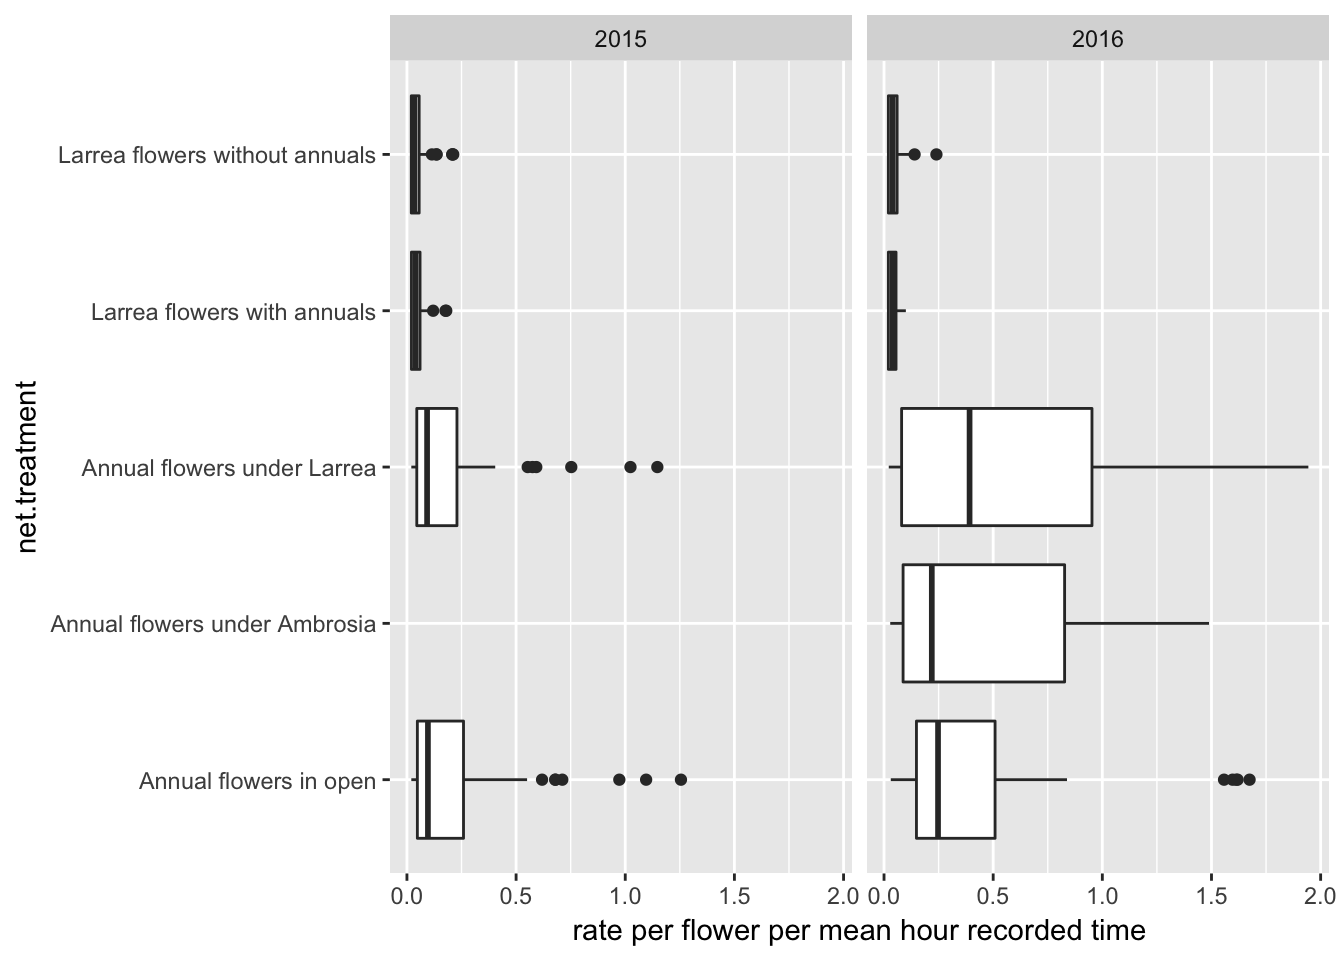 2015
2016
Larrea flowers without annuals
Larrea flowers with annuals
Annual flowers under Larrea
Annual flowers under Ambrosia
Annual flowers in open
net.treatment
0.0 0.5 1.0 1.5 2.0
0.0 0.5 1.0 1.5 2.0
rate per flower per mean hour recorded time